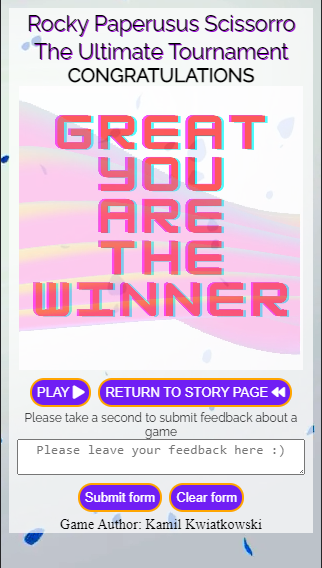 Rocky Paperusus Scissorro
The Ultimate Tournament
CONGRATULATIONS
GREAT
YOU
ARE
THE
WINNER
PLAY
RETURN TO STORY PAGE
Please take a second to submit feedback about a
game
Please leave your feedback here :)
Submit form
Clear form
Game Author: Kamil Kwiatkowski